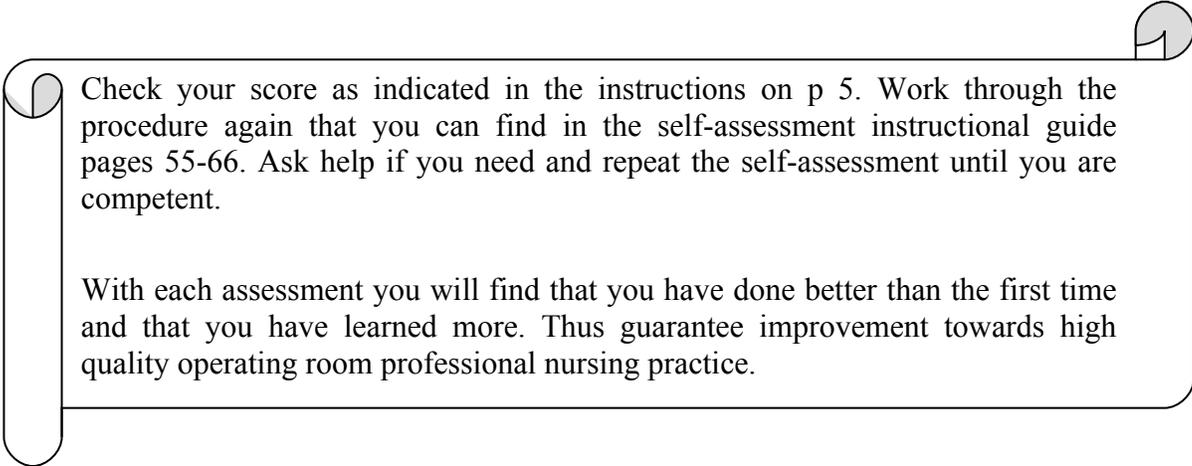 Check your score as indicated in the instructions on p 5. Work through the
procedure again that you can find in the self-assessment instructional guide
pages 55-66. Ask help if you need and repeat the self-assessment until you are
competent.
With each assessment you will find that you have done better than the first time
and that you have learned more. Thus guarantee improvement towards high
quality operating room professional nursing practice.